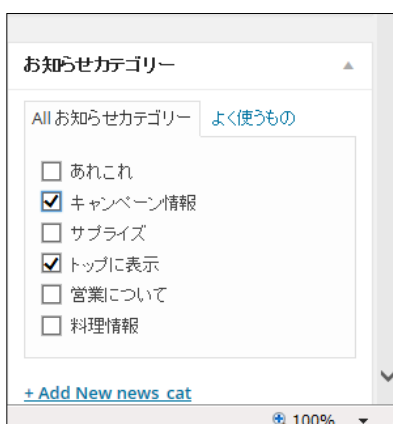 お知らせカテゴリー
All お知らせカテゴリー よく使うもの
あれこれ
キャンペーン情報
サプライズ
トップに表示
営業について
料理情報
+ Add New news_cat
100%